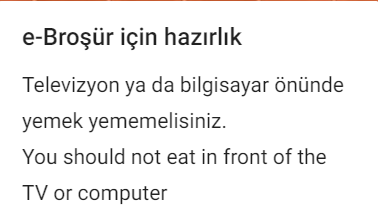 e-Broşür için hazırlık
Televizyon ya da bilgisayar önünde
yemek yememelisiniz.
You should not eat in front of the
TV or computer